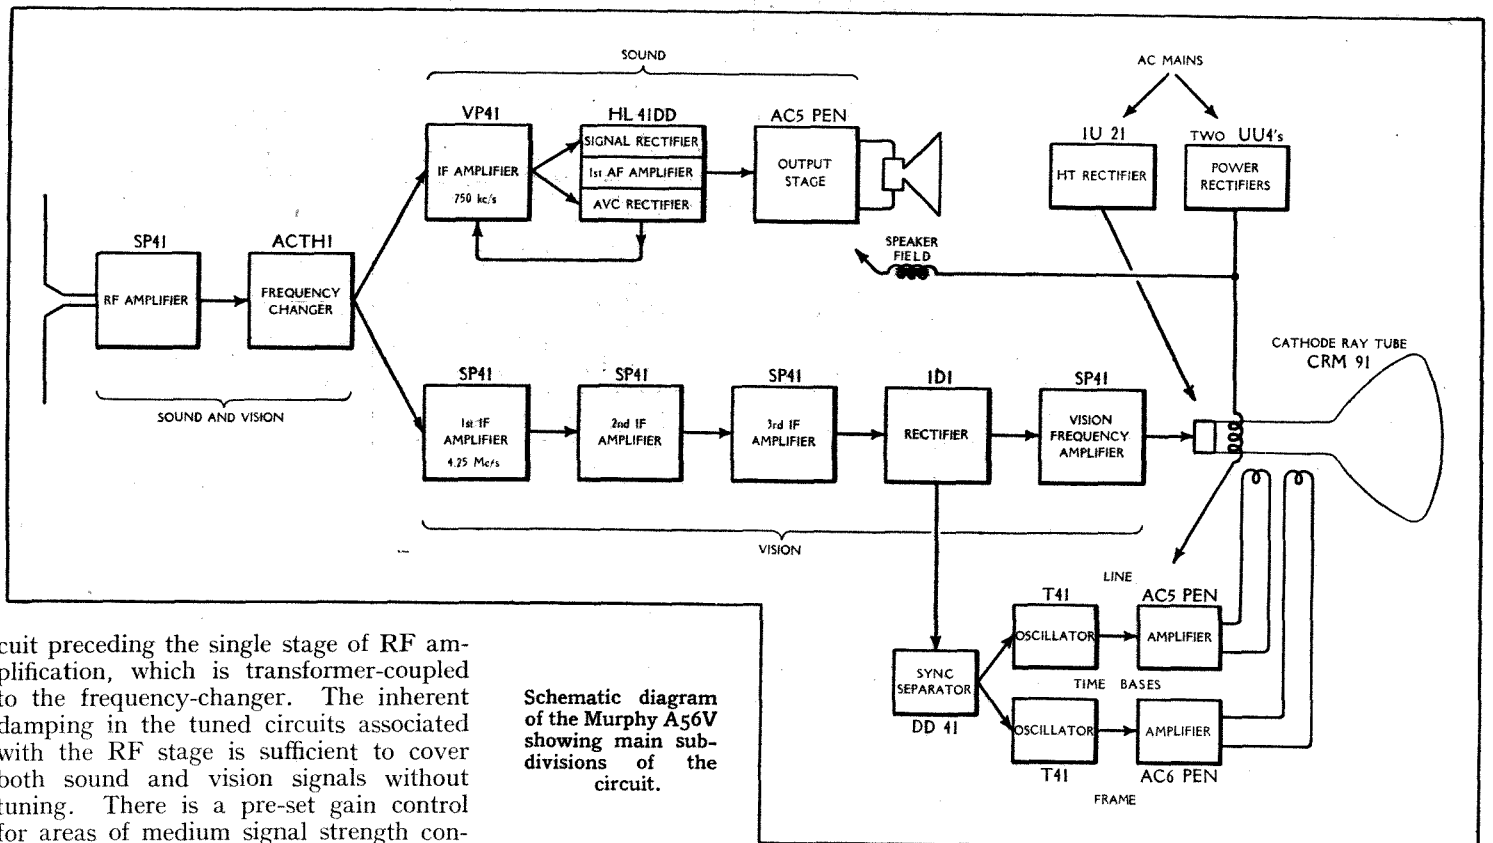 SOUND
AC MAINS
VP41
HL 41DD
AC5 PEN
IU 21
TWO UU4's
IF AMPLIFIER
750 kc/s
SIGNAL RECTIFIER
1st AF AMPLIFIER
AVC RECTIFIER
OUTPUT
STAGE
HT RECTIFIER
POWER
RECTIFIERS
SP41
ACTH1
RF AMPLIFIER
FREQUENCY
CHANGER
SPEAKER
FIELD
SOUND AND VISION
CATHODE RAY TUBE
CRM 91
SP41
SP41
SP41
ID1
SP41
1st IF
AMPLIFIER
4.25 Mc/s
2nd IF
AMPLIFIER
3rd IF
AMPLIFIER
RECTIFIER
VISION
FREQUENCY
AMPLIFIER
VISION
LINE
T41
AC5 PEN
OSCILLATOR
AMPLIFIER
SYNC
SEPARATOR
DD 41
TIME BASES
OSCILLATOR
AMPLIFIER
T41
AC6 PEN
FRAME
cuit preceding the single stage of RF am-
plification, which is transformer-coupled
to the frequency-changer. The inherent
damping in the tuned circuits associated
with the RF stage is sufficient to cover
both sound and vision signals without
tuning. There is a pre-set gain control
for areas of medium signal strength con-
Schematic diagram
of the Murphy A56V
showing main sub-
divisions of the
circuit.